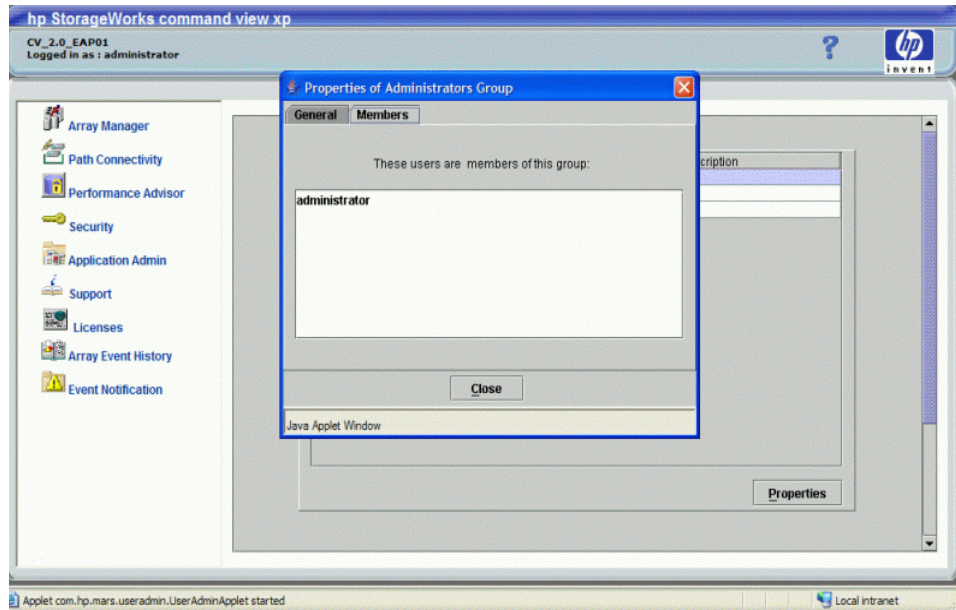 hp StorageWorks command view xp
CV_2.0_EAP01
Logged in as : administrator
?
hp
invent
Array Manager
Path Connectivity
Performance Advisor
Security
Application Admin
Support
Licenses
Array Event History
Event Notification
Properties of Administrators Group
General Members
These users are members of this group:
administrator
Close
Java Applet Window
cription
Properties
Applet com.hp.mars.useradmin.UserAdminApplet started
Local intranet